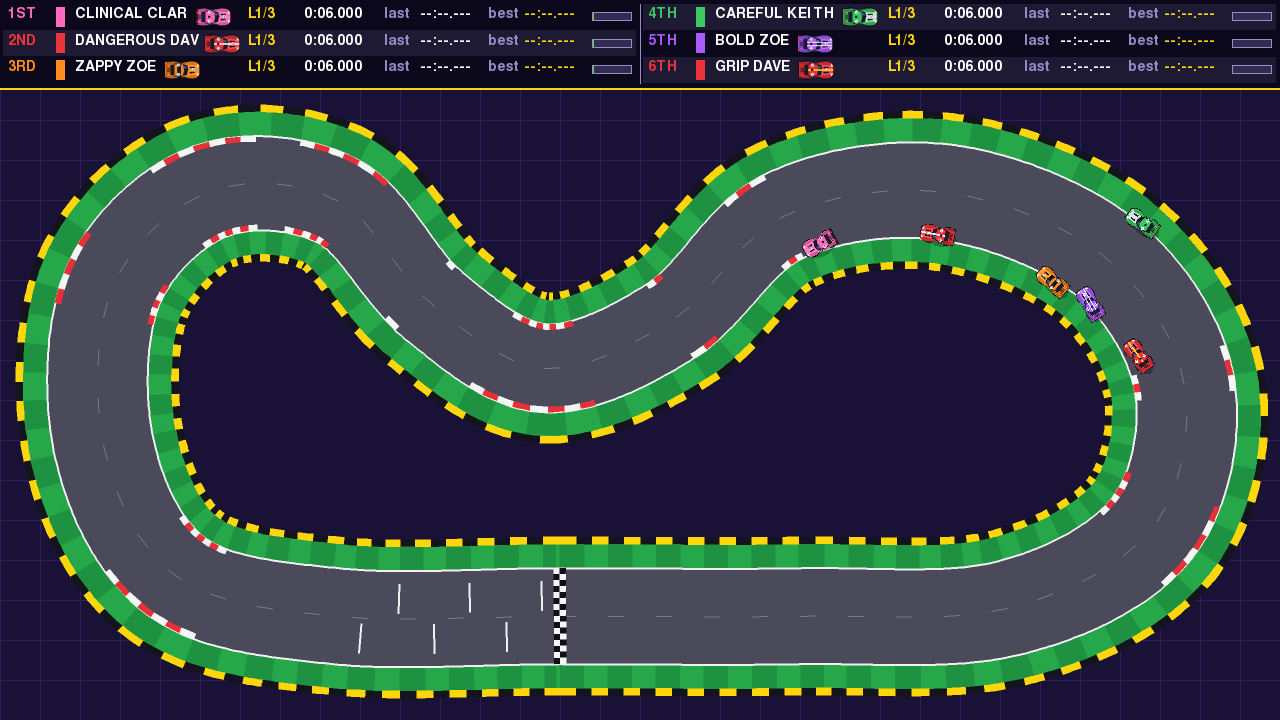 1ST CLINICAL CLAR L1/3 0:06.000 last --:--.--- best --:--.---
2ND DANGEROUS DAV L1/3 0:06.000 last --:--.--- best --:--.---
3RD ZAPPY ZOE L1/3 0:06.000 last --:--.--- best --:--.---
4TH CAREFUL KEITH L1/3 0:06.000 last --:--.--- best --:--.---
5TH BOLD ZOE L1/3 0:06.000 last --:--.--- best --:--.---
6TH GRIP DAVE L1/3 0:06.000 last --:--.--- best --:--.---